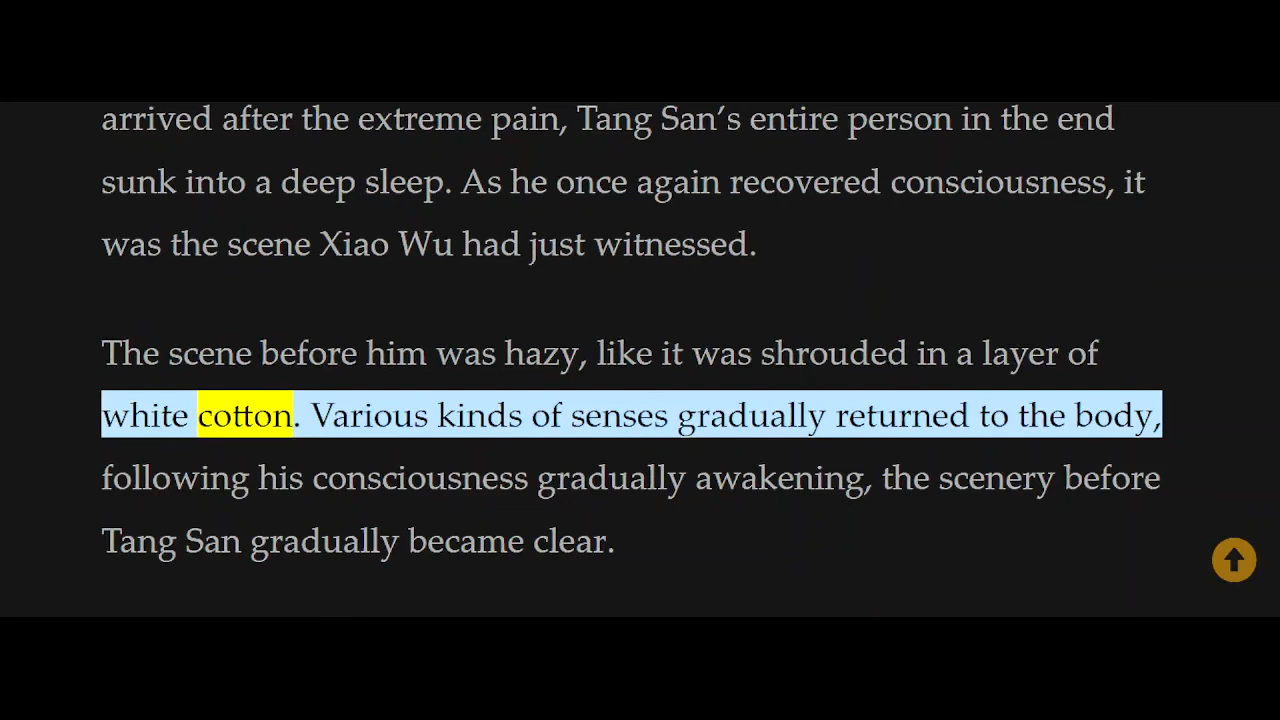 arrived after the extreme pain, Tang San’s entire person in the end
sunk into a deep sleep. As he once again recovered consciousness, it
was the scene Xiao Wu had just witnessed.
The scene before him was hazy, like it was shrouded in a layer of
white cotton. Various kinds of senses gradually returned to the body,
following his consciousness gradually awakening, the scenery before
Tang San gradually became clear.